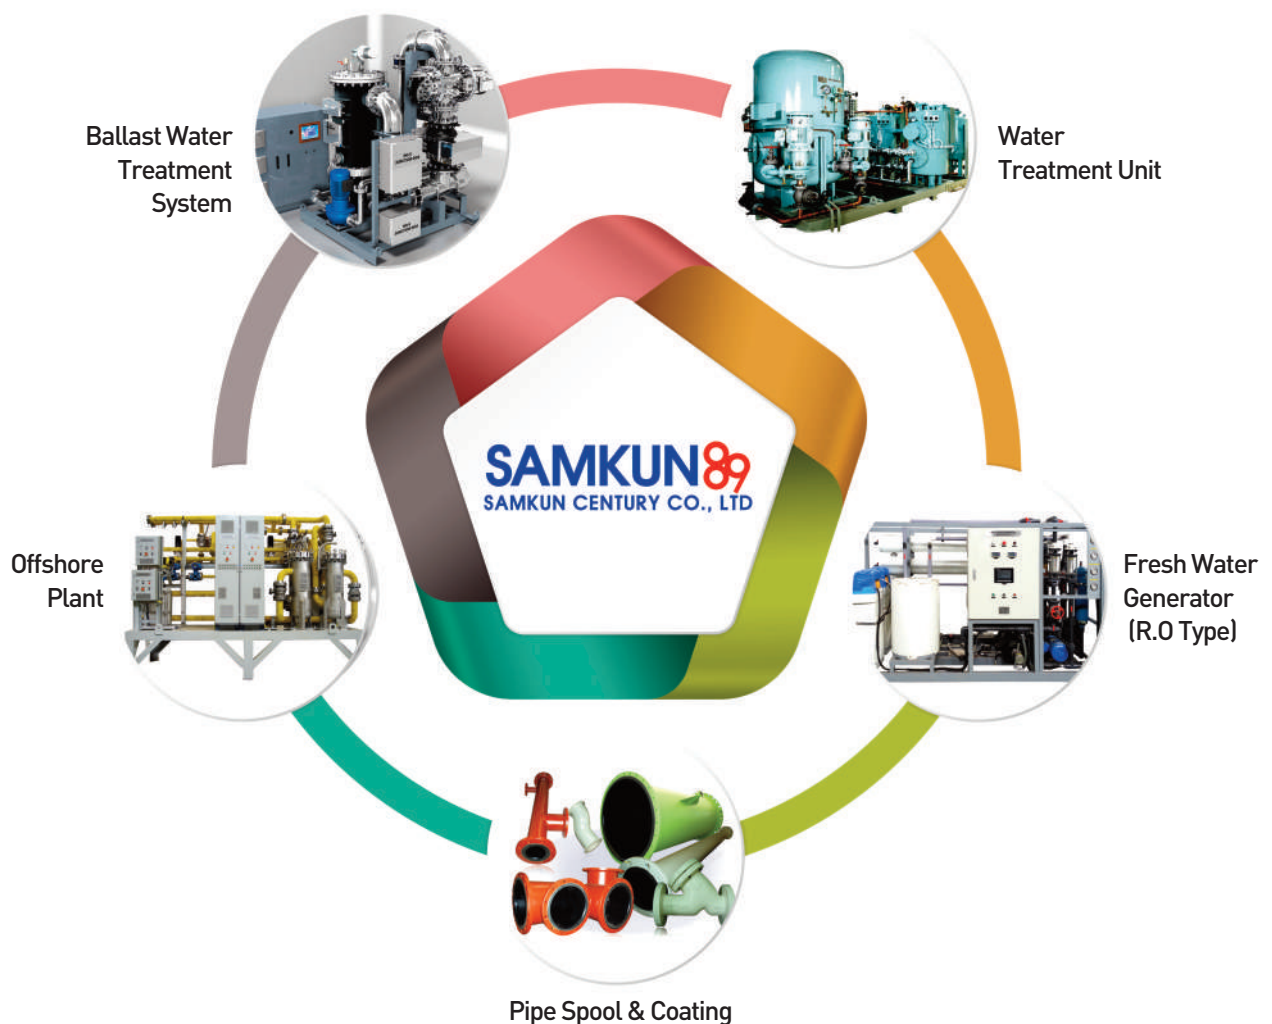 Ballast Water
Treatment
System
Water
Treatment Unit
SAMKUN89
SAMKUN CENTURY CO., LTD
Offshore
Plant
Fresh Water
Generator
(R.O Type)
Pipe Spool & Coating